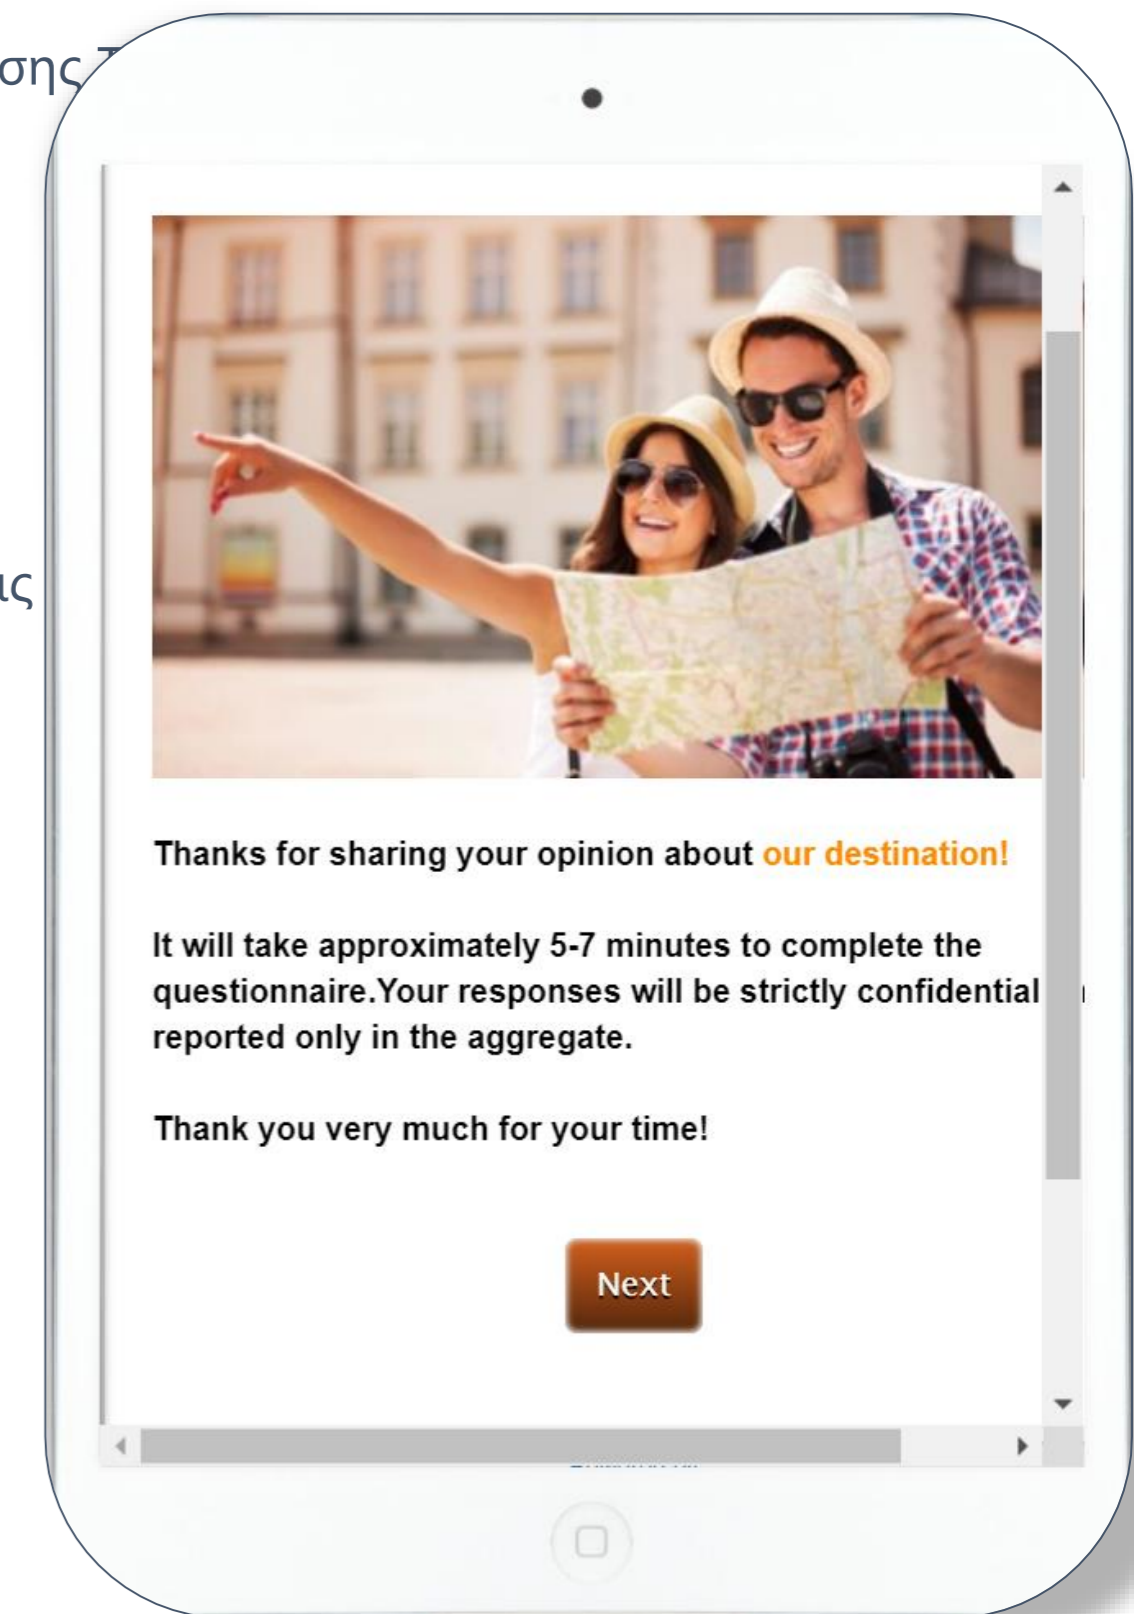 σης
ις
Thanks for sharing your opinion about our destination!
It will take approximately 5-7 minutes to complete the
questionnaire.Your responses will be strictly confidential
reported only in the aggregate.
Thank you very much for your time!
Next